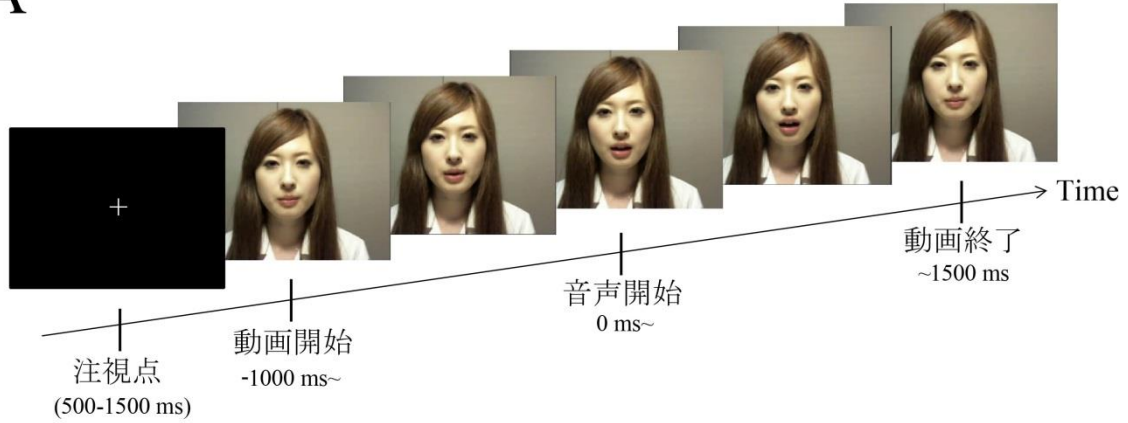 A
Time
動画終了
~1500 ms
音声開始
0 ms~
動画開始
-1000 ms~
注視点
(500-1500 ms)